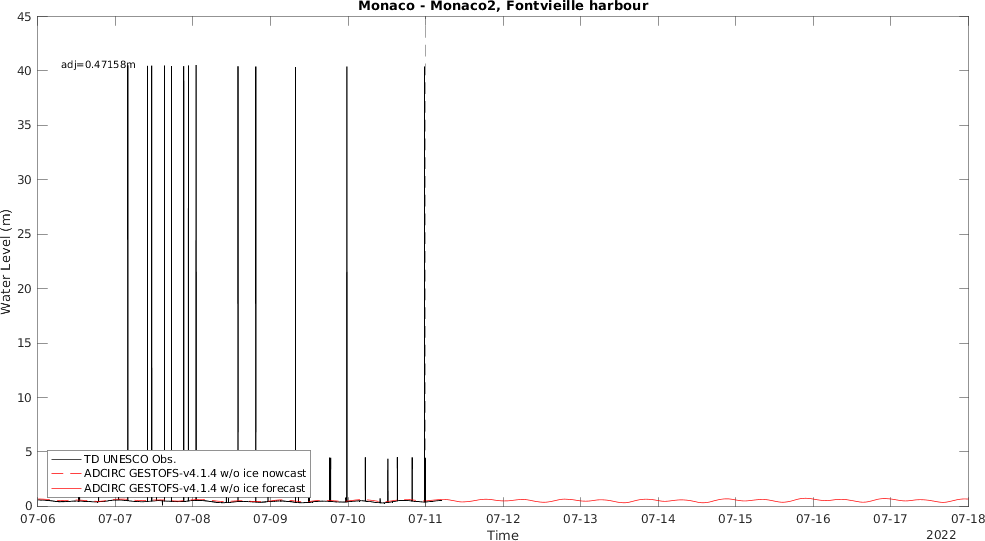 Monaco - Monaco2, Fontvieille harbour
45
40
35
30
25
20
15
10
5
0
Water Level (m)
adj=0.47158m
TD UNESCO Obs.
ADCIRC GESTOFS-v4.1.4 w/o ice nowcast
ADCIRC GESTOFS-v4.1.4 w/o ice forecast
07-06 07-07 07-08 07-09 07-10 07-11 07-12 07-13 07-14 07-15 07-16 07-17 07-18
Time
2022